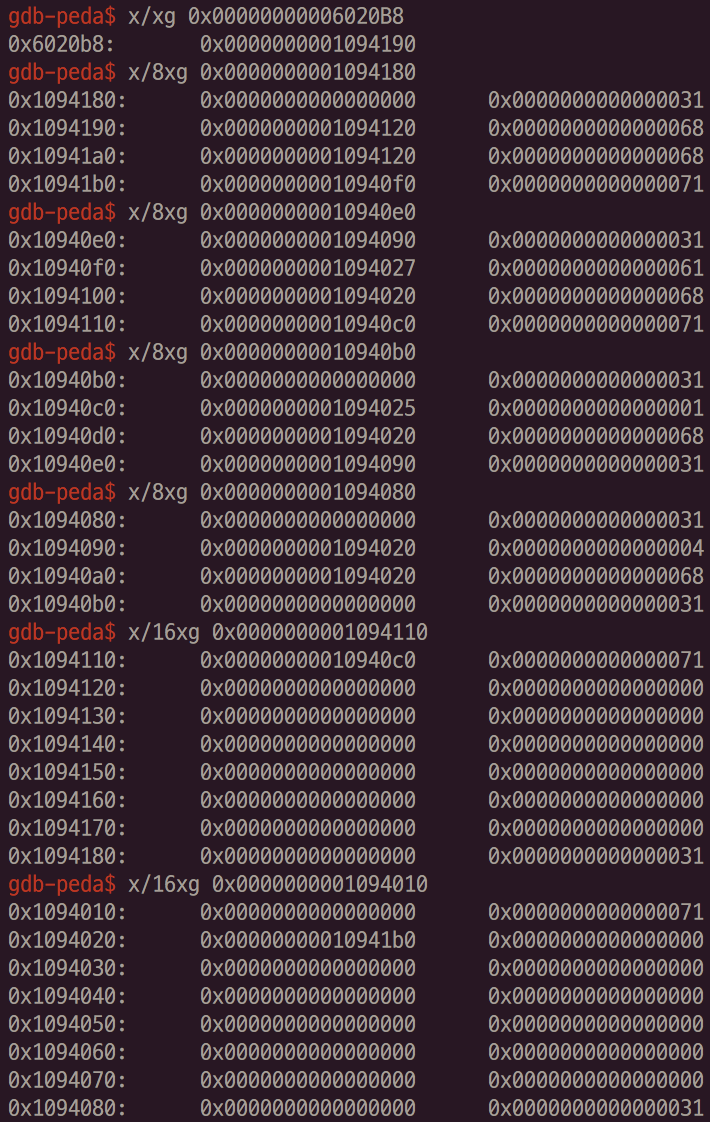 gdb-peda$ x/xg 0x00000000006020B8
0x6020b8: 0x0000000001094190
gdb-peda$ x/8xg 0x0000000001094180
0x1094180: 0x0000000000000000 0x0000000000000031
0x1094190: 0x0000000001094120 0x0000000000000068
0x10941a0: 0x0000000001094120 0x0000000000000068
0x10941b0: 0x00000000010940f0 0x0000000000000071
gdb-peda$ x/8xg 0x00000000010940e0
0x10940e0: 0x0000000001094090 0x0000000000000031
0x10940f0: 0x0000000001094027 0x0000000000000061
0x1094100: 0x0000000001094020 0x0000000000000068
0x1094110: 0x00000000010940c0 0x0000000000000071
gdb-peda$ x/8xg 0x00000000010940b0
0x10940b0: 0x0000000000000000 0x0000000000000031
0x10940c0: 0x0000000001094025 0x0000000000000001
0x10940d0: 0x0000000001094020 0x0000000000000068
0x10940e0: 0x0000000001094090 0x0000000000000031
gdb-peda$ x/8xg 0x0000000001094080
0x1094080: 0x0000000000000000 0x0000000000000031
0x1094090: 0x0000000001094020 0x0000000000000004
0x10940a0: 0x0000000001094020 0x0000000000000068
0x10940b0: 0x0000000000000000 0x0000000000000031
gdb-peda$ x/16xg 0x0000000001094110
0x1094110: 0x00000000010940c0 0x0000000000000071
0x1094120: 0x0000000000000000 0x0000000000000000
0x1094130: 0x0000000000000000 0x0000000000000000
0x1094140: 0x0000000000000000 0x0000000000000000
0x1094150: 0x0000000000000000 0x0000000000000000
0x1094160: 0x0000000000000000 0x0000000000000000
0x1094170: 0x0000000000000000 0x0000000000000000
0x1094180: 0x0000000000000000 0x0000000000000031
gdb-peda$ x/16xg 0x0000000001094010
0x1094010: 0x0000000000000000 0x0000000000000071
0x1094020: 0x00000000010941b0 0x0000000000000000
0x1094030: 0x0000000000000000 0x0000000000000000
0x1094040: 0x0000000000000000 0x0000000000000000
0x1094050: 0x0000000000000000 0x0000000000000000
0x1094060: 0x0000000000000000 0x0000000000000000
0x1094070: 0x0000000000000000 0x0000000000000000
0x1094080: 0x0000000000000000 0x0000000000000031